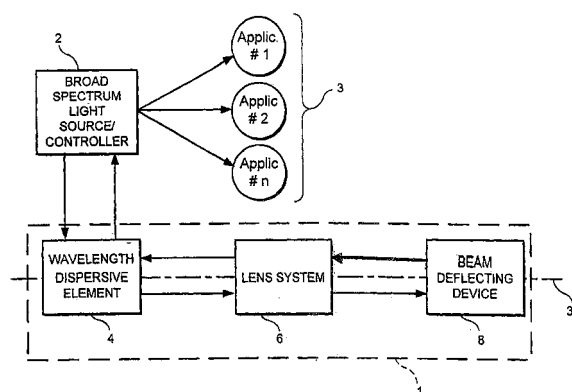 2
BROAD
SPECTRUM
LIGHT
SOURCE/
CONTROLLER
Applic.
# 1
Applic
# 2
Applic
# n
3
WAVELENGTH
DISPERSIVE
ELEMENT
4
LENS SYSTEM
6
BEAM
DEFLECTING
DEVICE
8
3
1